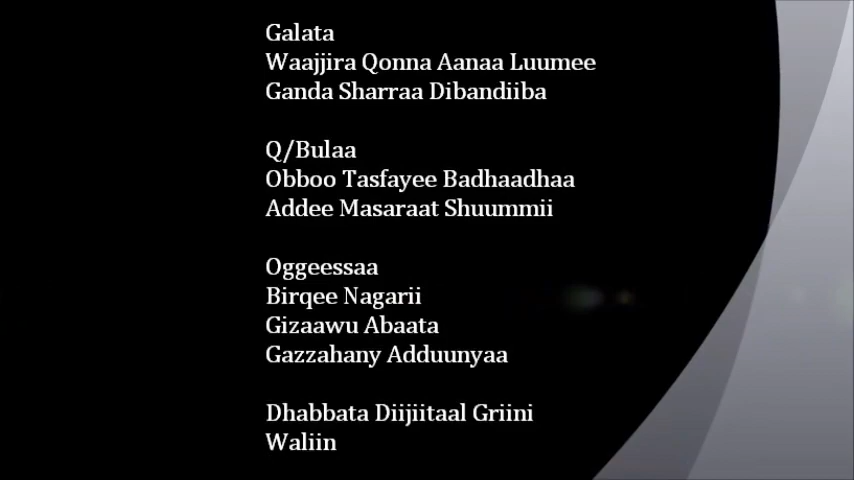 Galata
Waajjira Qonna Aanaa Luumee
Ganda Sharraa Dibandiiba
Q/Bulaa
Obboo Tasfayee Badhaadhaa
Addee Masaraat Shuummii
Oggeessaa
Birqee Nagarii
Gizaawu Abaata
Gazzahany Adduunyaa
Dhabbata Diijiitaal Griini
Waliin